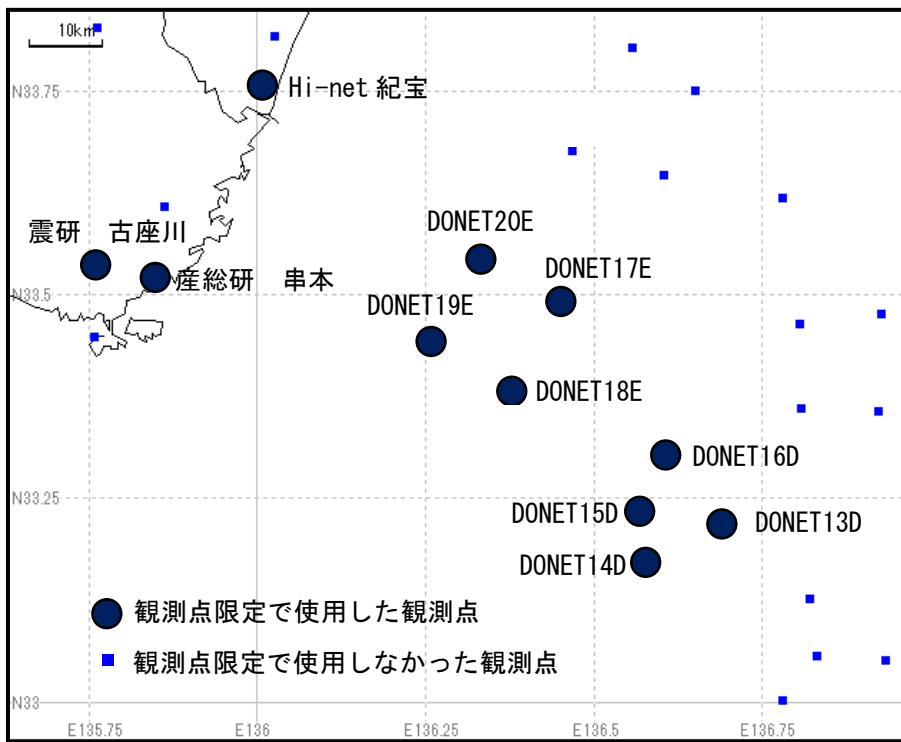 10km
N33.75
Hi-net 紀宝
DONET20E
震研 古座川
DONET17E
産総研 串本
N33.5
DONET19E
DONET18E
DONET16D
N33.25
DONET15D
DONET13D
DONET14D
観測点限定で使用した観測点
観測点限定で使用しなかった観測点
N33
E135.75
E136
E136.25
E136.5
E136.75